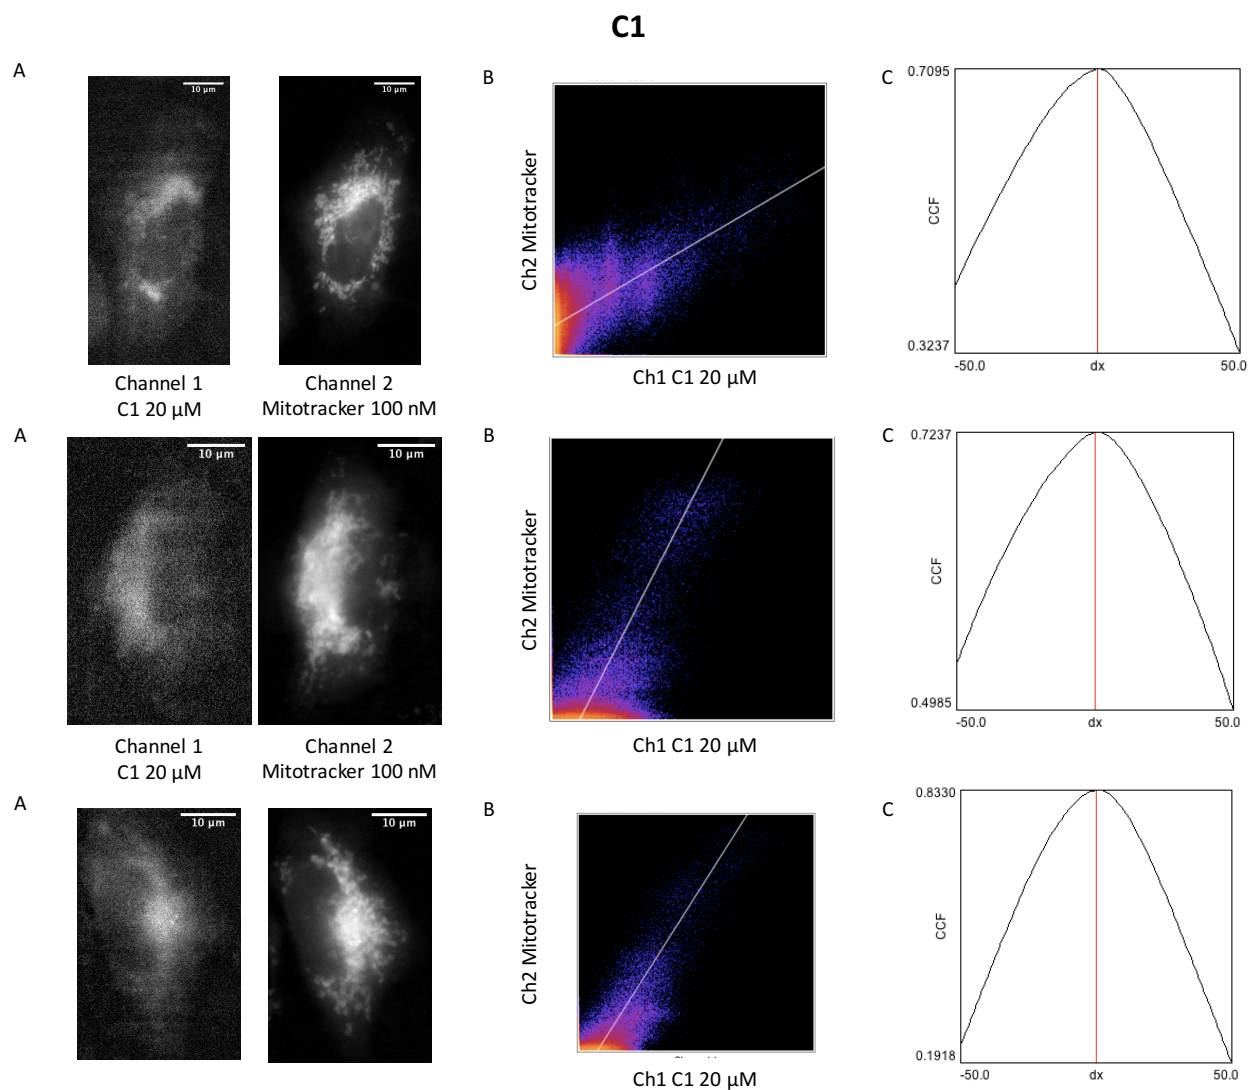 C1
A
10 µm
10 µm
Channel 1
C1 20 µM
Channel 2
Mitotracker 100 nM
B
Ch2 Mitotracker
Ch1 C1 20 µM
C
0.7095
CCF
0.3237
-50.0
dx
50.0
A
10 µm
10 µm
Channel 1
C1 20 µM
Channel 2
Mitotracker 100 nM
B
Ch2 Mitotracker
Ch1 C1 20 µM
C
0.7237
CCF
0.4985
-50.0
dx
50.0
A
10 µm
10 µm
B
Ch2 Mitotracker
Ch1 C1 20 µM
C
0.8330
CCF
0.1918
-50.0
dx
50.0